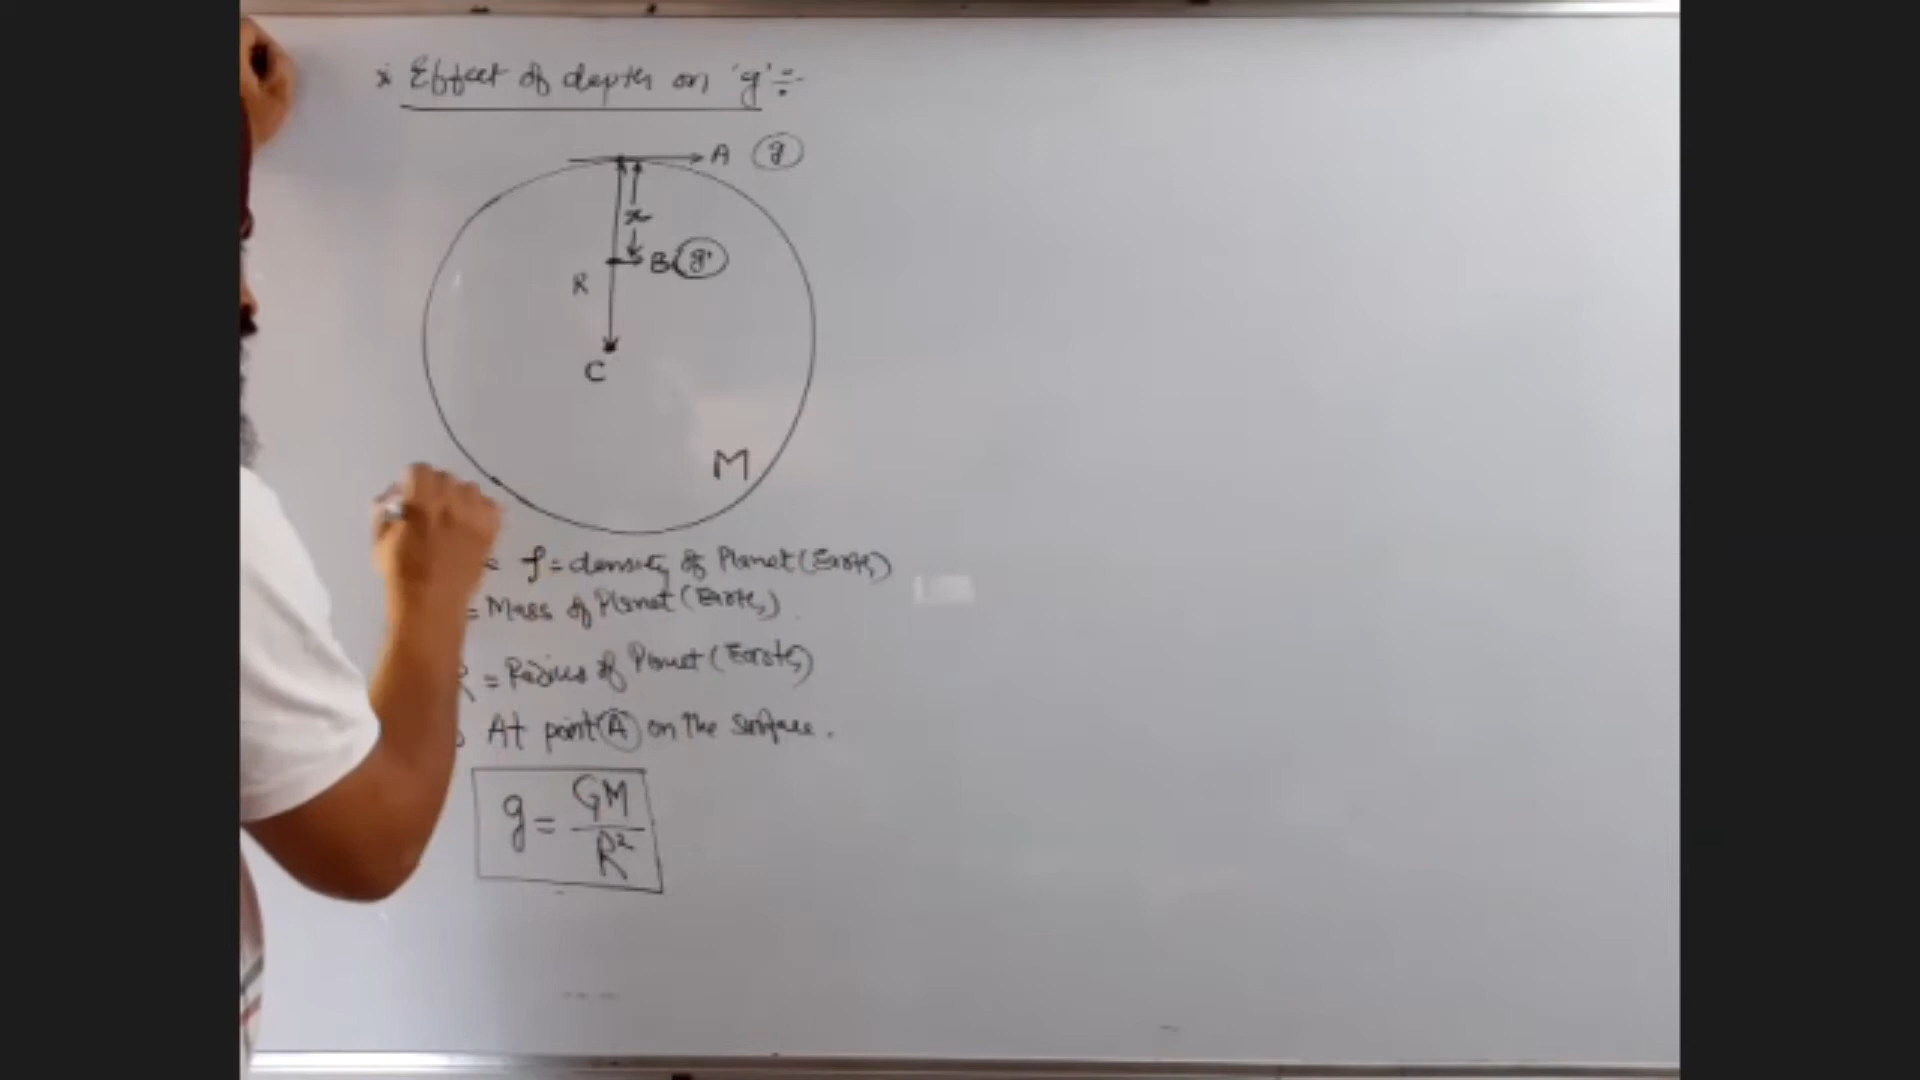 * Effect of depth on 'g' :-
A g
x
B g'
R
C
M
ρ = density of Planet (Earth)
= Mass of Planet (Earth)
R = Radius of Planet (Earth)
At point (A) on the surface.
g = GM / R²